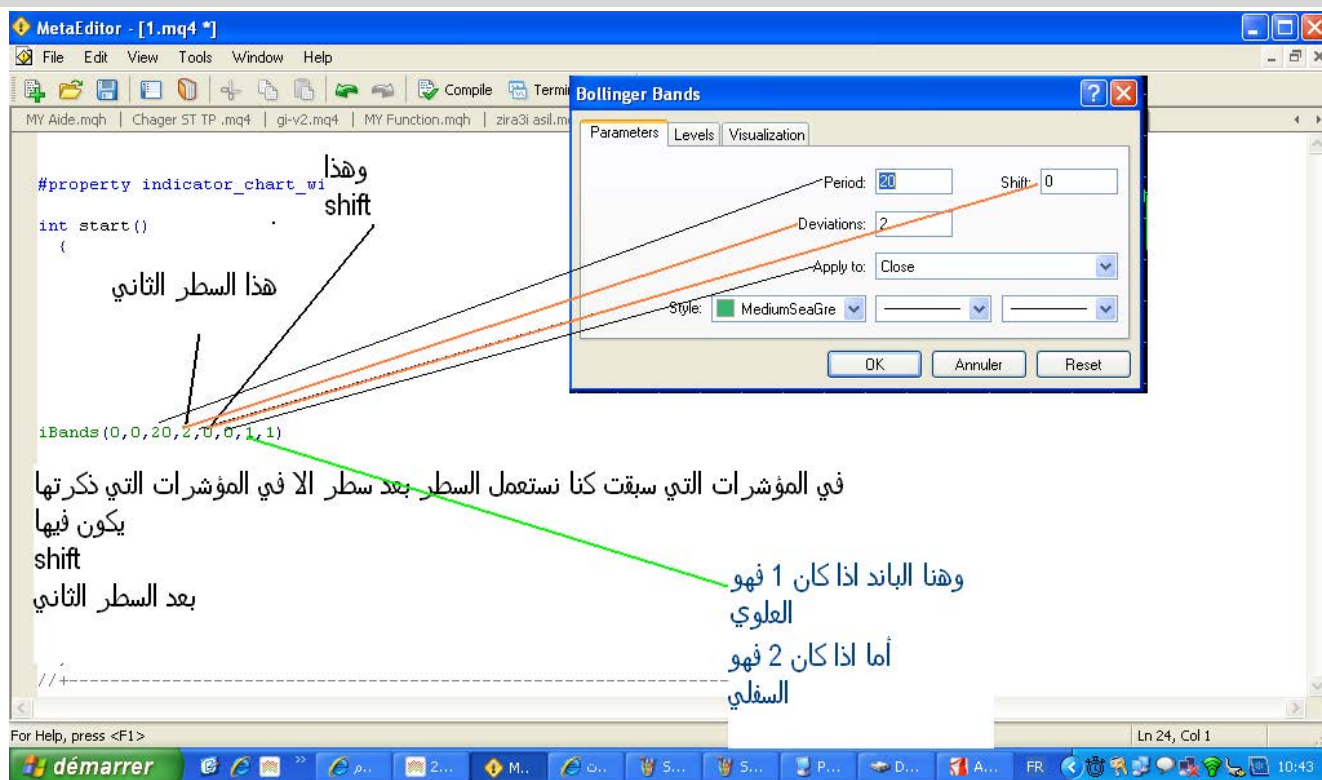 MetaEditor - [1.mq4 *]
File Edit View Tools Window Help
Compile Termi
MY Aide.mqh | Chager ST TP .mq4 | gi-v2.mq4 | MY Function.mqh | zira3i asil.m
Bollinger Bands
Parameters Levels Visualization
Period: 20 Shift: 0
Deviations: 2
Apply to: Close
Style: MediumSeaGre
OK Annuler Reset
وهذا
shift
#property indicator_chart_wi
int start()
{
هذا السطر الثاني
iBands(0,0,20,2,0,0,1,1)
في المؤشرات التي سبقت كنا نستعمل السطر بعد سطر الا في المؤشرات التي ذكرتها
يكون فيها
shift
بعد السطر الثاني
وهنا الباند اذا كان 1 فهو
العلوي
أما اذا كان 2 فهو
السفلي
//+------------------------------------------------------------------
For Help, press <F1>
Ln 24, Col 1
démarrer
2... M.. S... S... P... D... A... FR 10:43